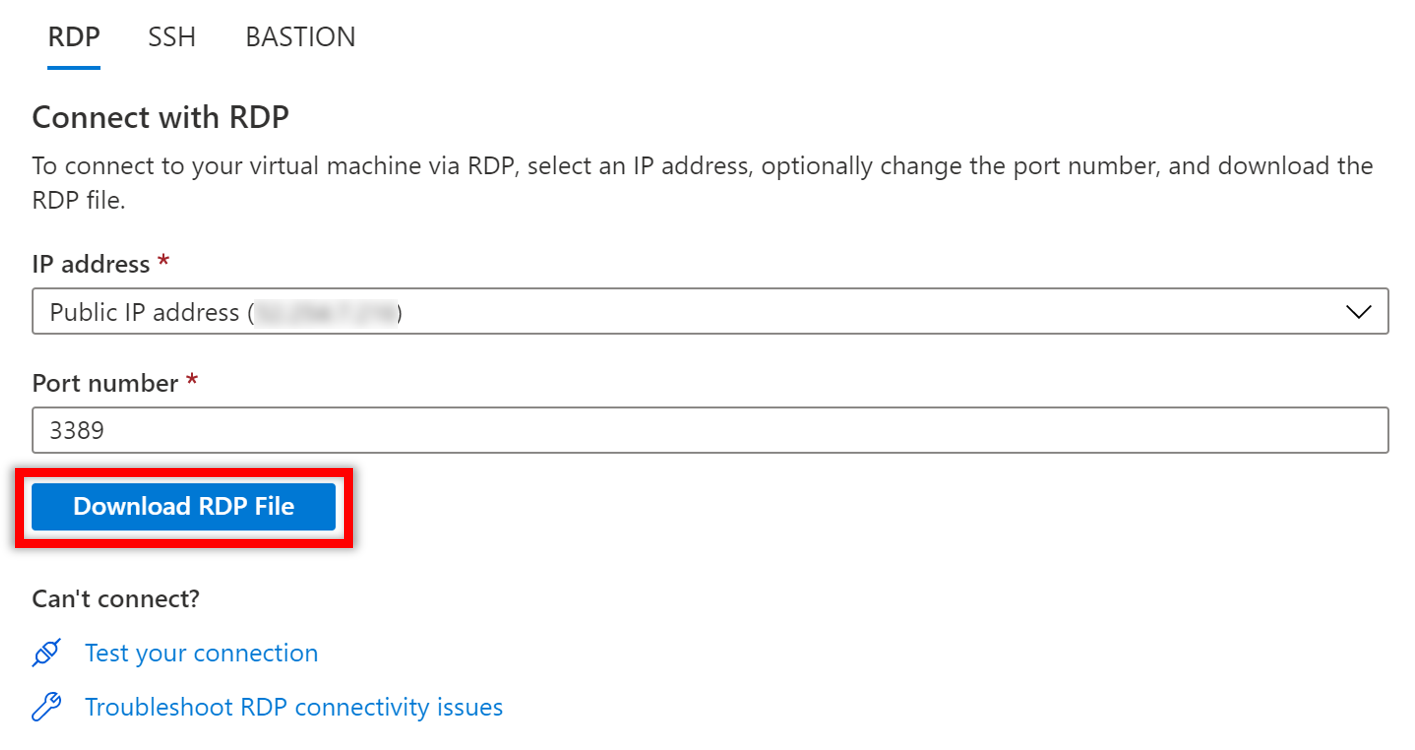 RDP SSH BASTION
Connect with RDP
To connect to your virtual machine via RDP, select an IP address, optionally change the port number, and download the
RDP file.
IP address *
Public IP address ( )
Port number *
3389
Download RDP File
Can't connect?
Test your connection
Troubleshoot RDP connectivity issues